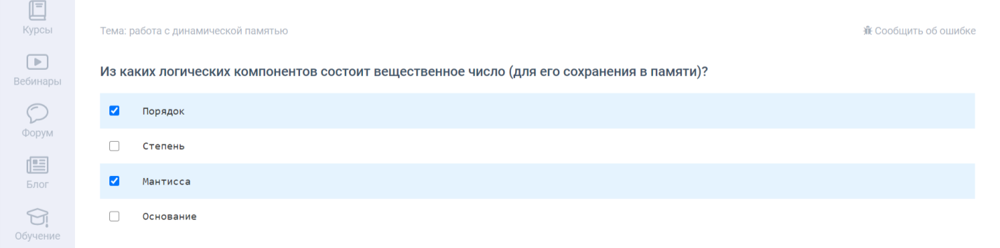 Курсы
Вебинары
Форум
Блог
Обучение
Тема: работа с динамической памятью
Сообщить об ошибке
Из каких логических компонентов состоит вещественное число (для его сохранения в памяти)?
Порядок
Степень
Мантисса
Основание